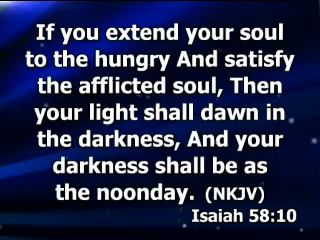 If you extend your soul
to the hungry And satisfy
the afflicted soul, Then
your light shall dawn in
the darkness, And your
darkness shall be as
the noonday. (NKJV)
Isaiah 58:10